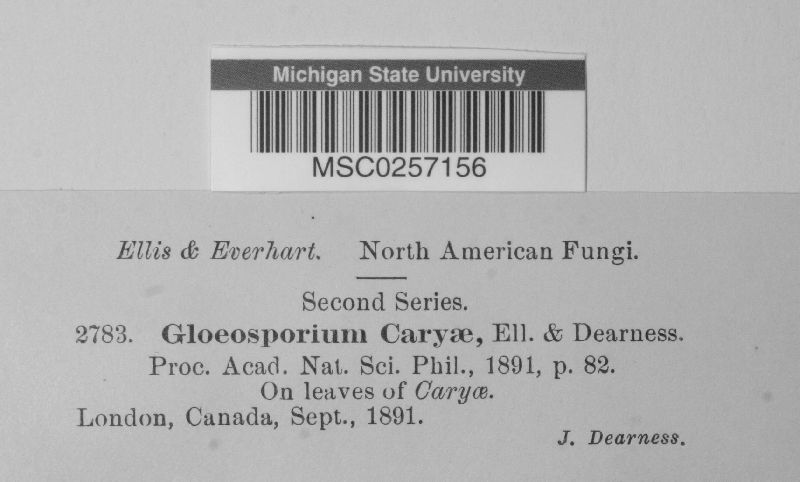 Michigan State University
MSC0257156
Ellis & Everhart. North American Fungi.
Second Series.
2783. Gloeosporium Caryæ, Ell. & Dearness.
Proc. Acad. Nat. Sci. Phil., 1891, p. 82.
On leaves of Caryæ.
London, Canada, Sept., 1891.
J. Dearness.